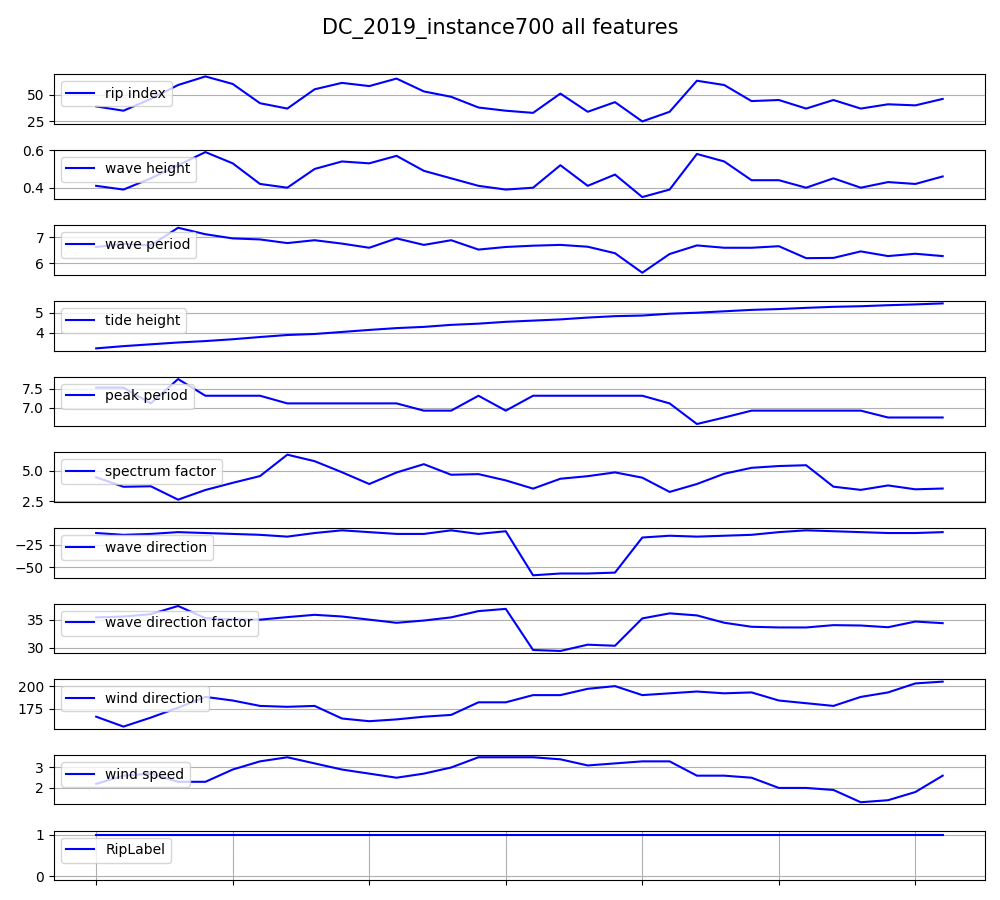 DC_2019_instance700 all features
rip index
50
25
wave height
0.6
0.4
wave period
7
6
tide height
5
4
peak period
7.5
7.0
spectrum factor
5.0
2.5
wave direction
−25
−50
wave direction factor
35
30
wind direction
200
175
wind speed
3
2
RipLabel
1
0